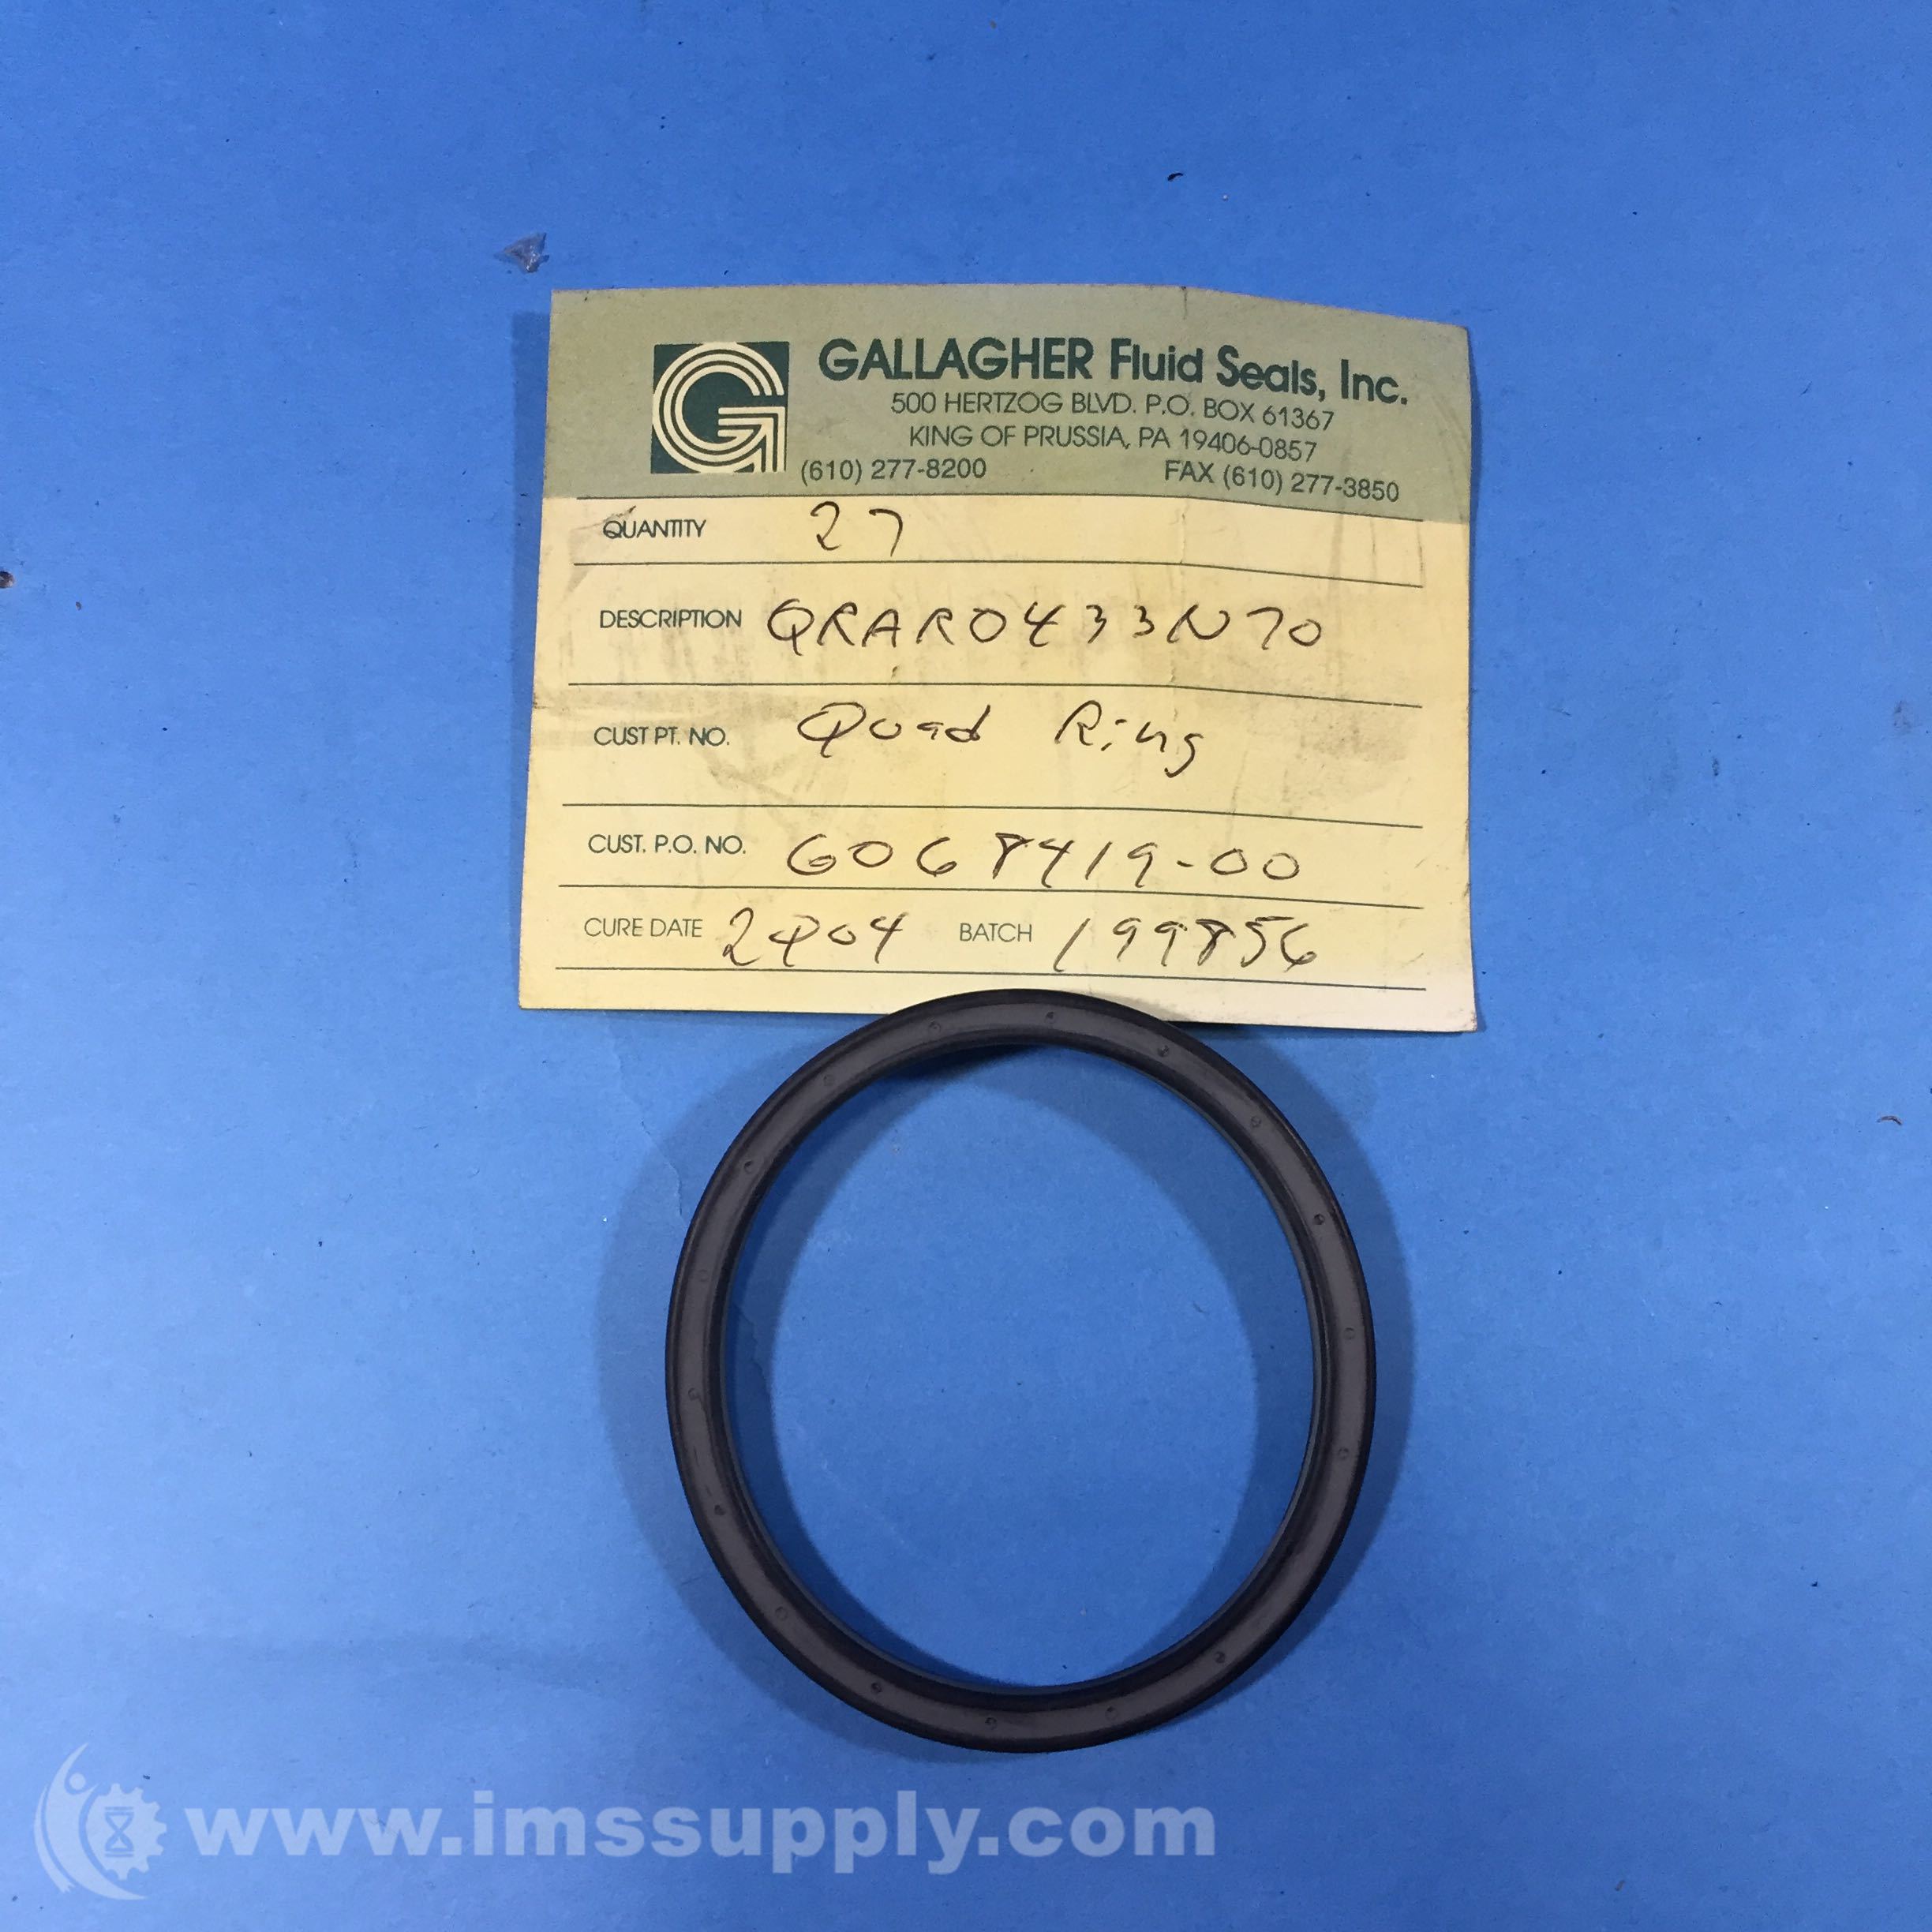 GALLAGHER Fluid Seals, Inc.
500 HERTZOG BLVD. P.O. BOX 61367
KING OF PRUSSIA, PA 19406-0857
(610) 277-8200 FAX (610) 277-3850
QUANTITY 27
DESCRIPTION QRAR0433N70
CUST PT. NO. Quad Ring
CUST. P.O. NO. G068419-00
CURE DATE 2Q04 BATCH 199856
www.imssupply.com